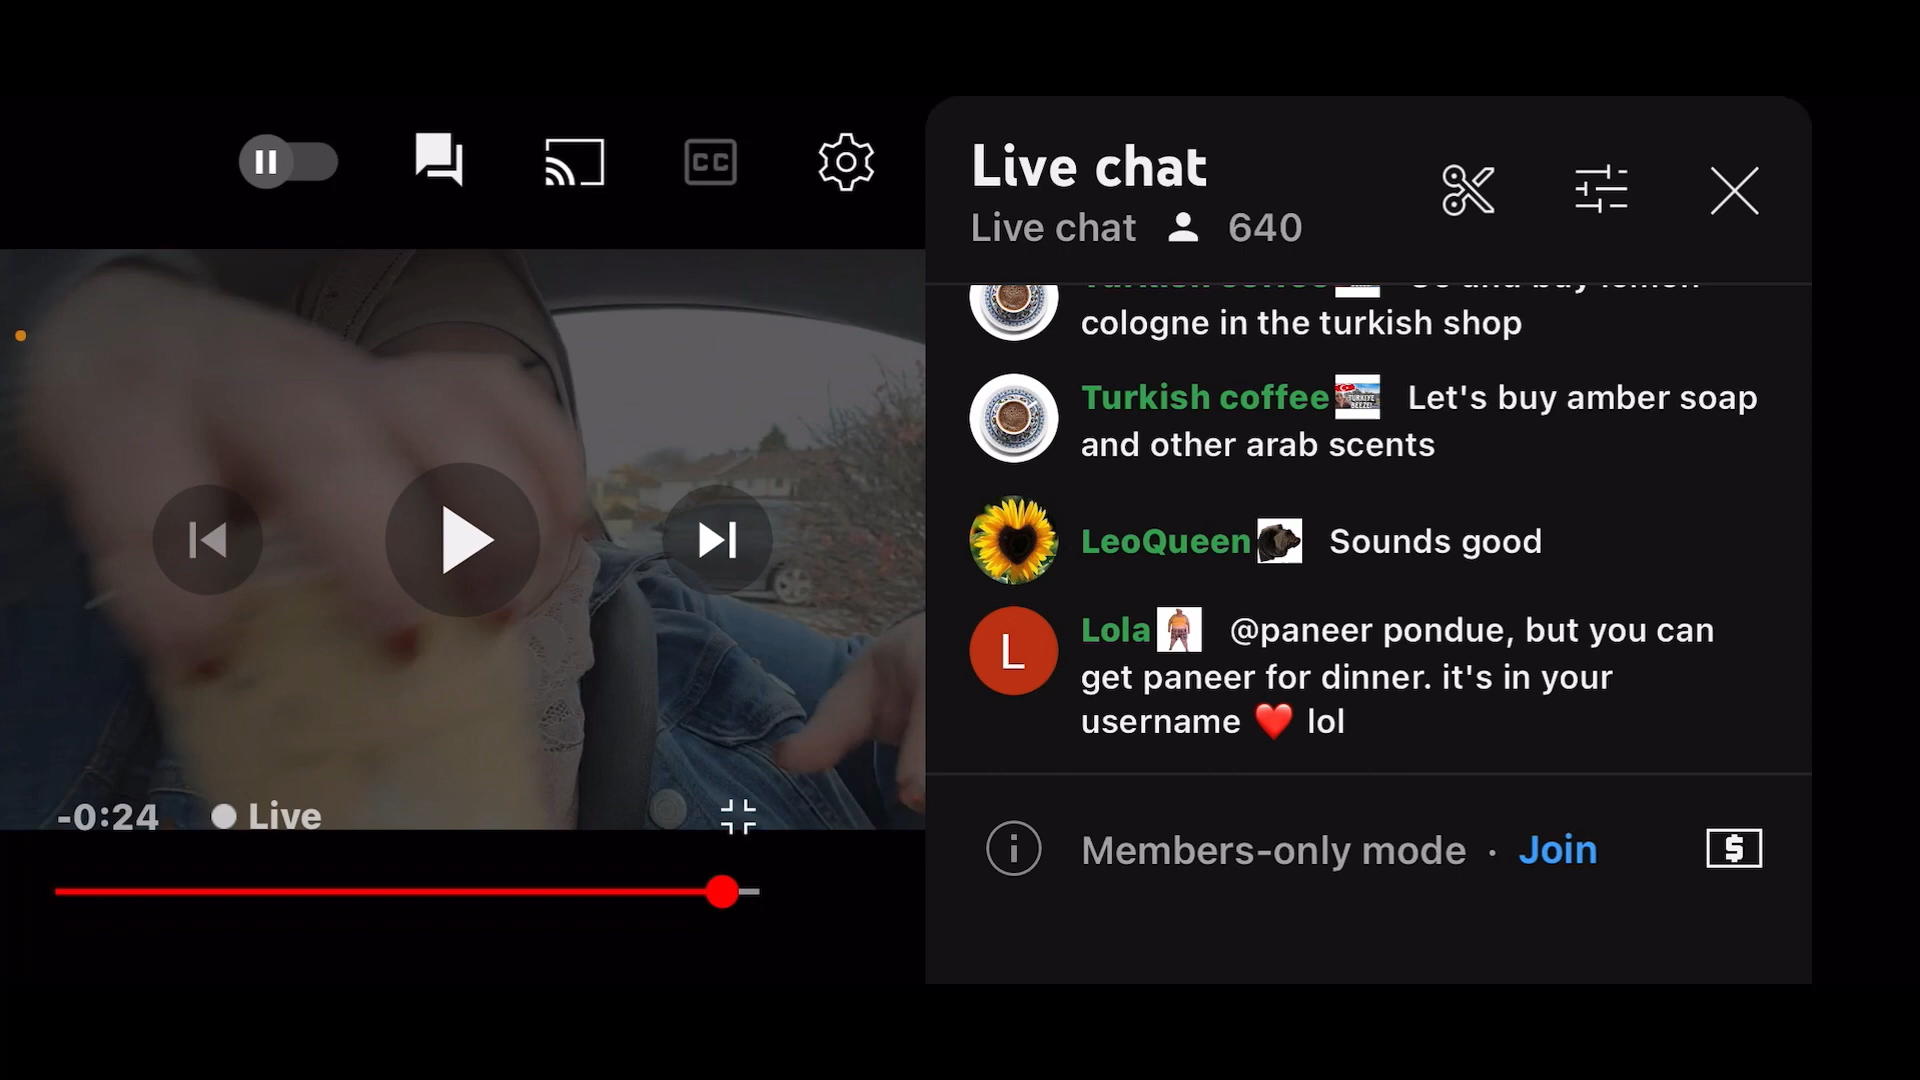 CC
Live chat
Live chat 640
cologne in the turkish shop
Turkish coffee Let's buy amber soap
and other arab scents
LeoQueen Sounds good
L
Lola @paneer pondue, but you can
get paneer for dinner. it's in your
username ❤️ lol
-0:24 Live
Members-only mode · Join